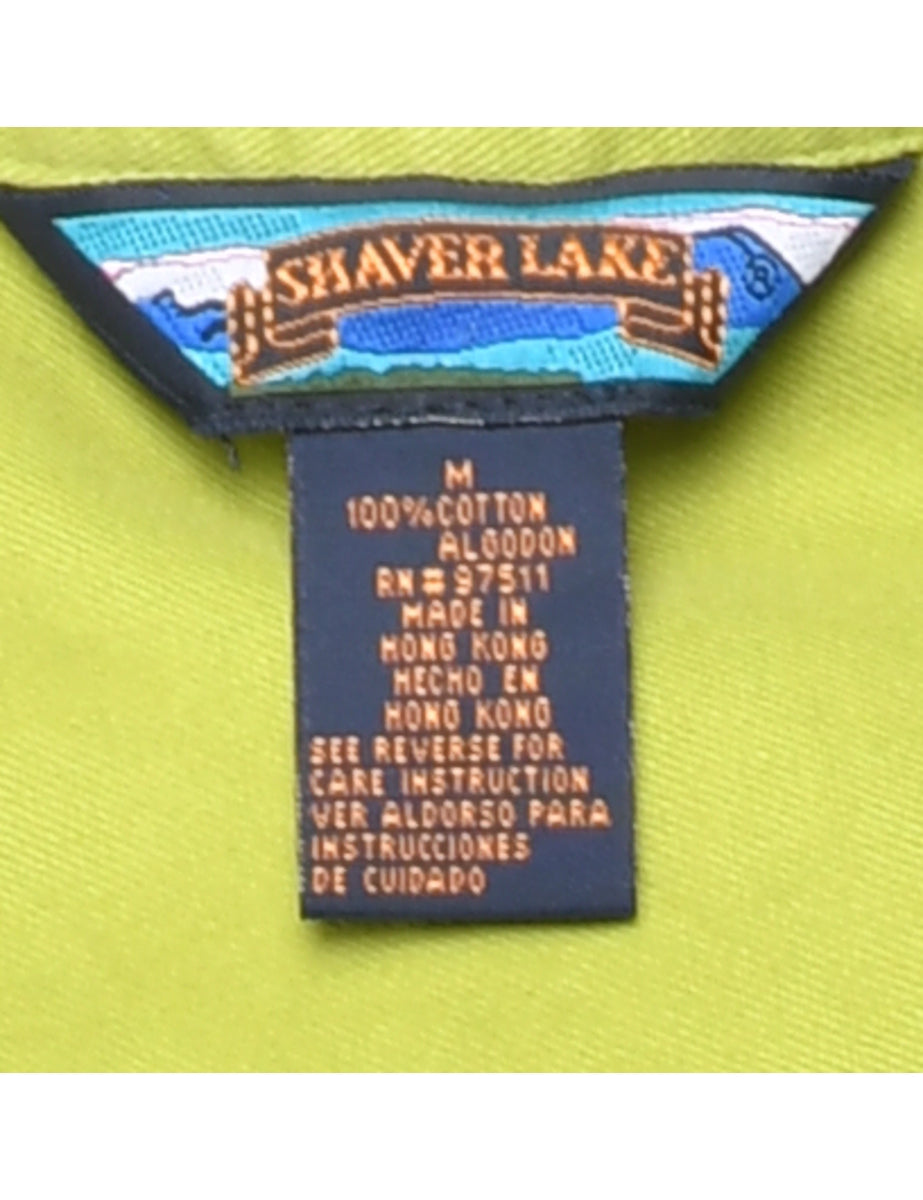 SHAVER LAKE
M
100% COTTON
ALGODON
RN#97511
MADE IN
HONG KONG
HECHO EN
HONG KONG
SEE REVERSE FOR
CARE INSTRUCTION
VER ALDORSO PARA
INSTRUCCIONES
DE CUIDADO